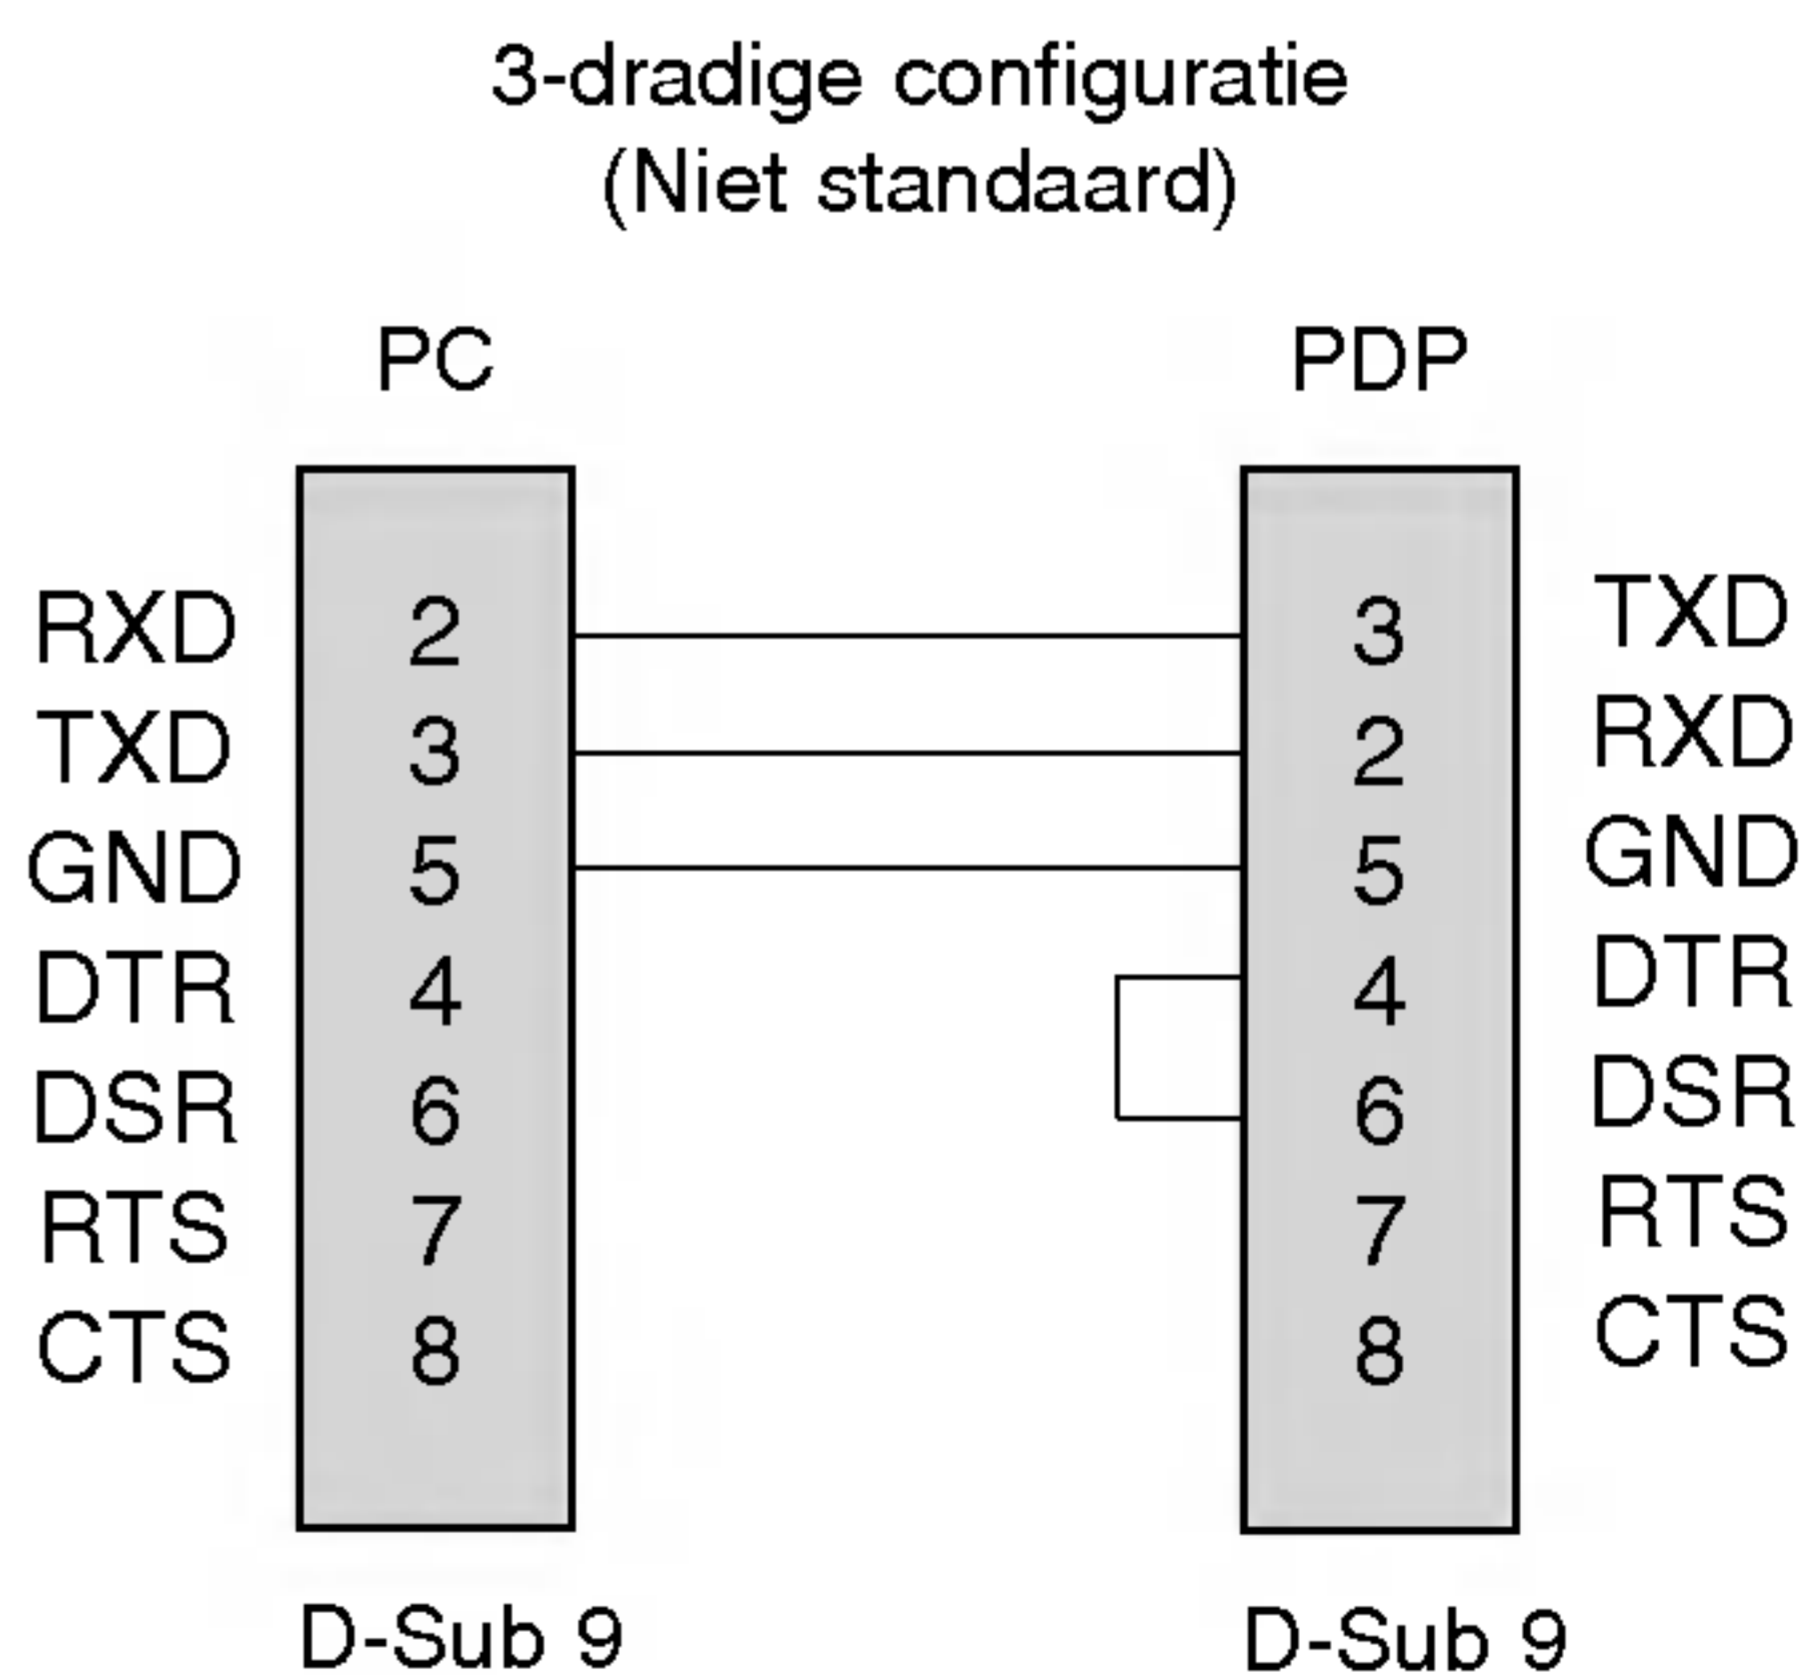 3-dradige configuratie
(Niet standaard)
PC PDP
RXD 2 3 TXD
TXD 3 2 RXD
GND 5 5 GND
DTR 4 4 DTR
DSR 6 6 DSR
RTS 7 7 RTS
CTS 8 8 CTS
D-Sub 9 D-Sub 9